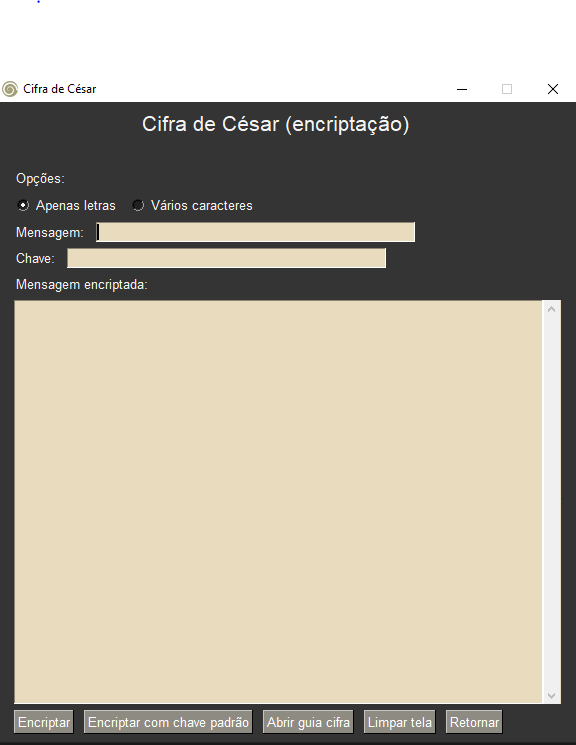 Cifra de César
Cifra de César (encriptação)
Opções:
Apenas letras Vários caracteres
Mensagem:
Chave:
Mensagem encriptada:
Encriptar Encriptar com chave padrão Abrir guia cifra Limpar tela Retornar